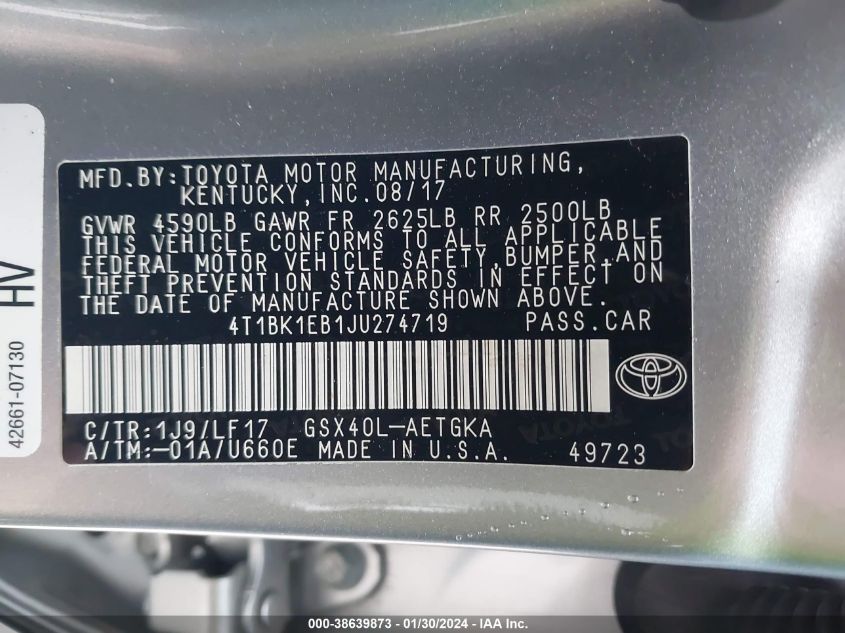 MFD.BY:TOYOTA MOTOR MANUFACTURING,
KENTUCKY,INC.08/17
GVWR 4590LB GAWR FR 2625LB RR 2500LB
THIS VEHICLE CONFORMS TO ALL APPLICABLE
FEDERAL MOTOR VEHICLE SAFETY,BUMPER,AND
THEFT PREVENTION STANDARDS IN EFFECT ON
THE DATE OF MANUFACTURE SHOWN ABOVE.
4T1BK1EB1JU274719 PASS.CAR
C/TR:1J9/LF17 GSX40L-AETGKA
A/TM:-01A/U660E MADE IN U.S.A. 49723
HV
42661-07130
000-38639873 - 01/30/2024 - KEENA - IAA Inc.